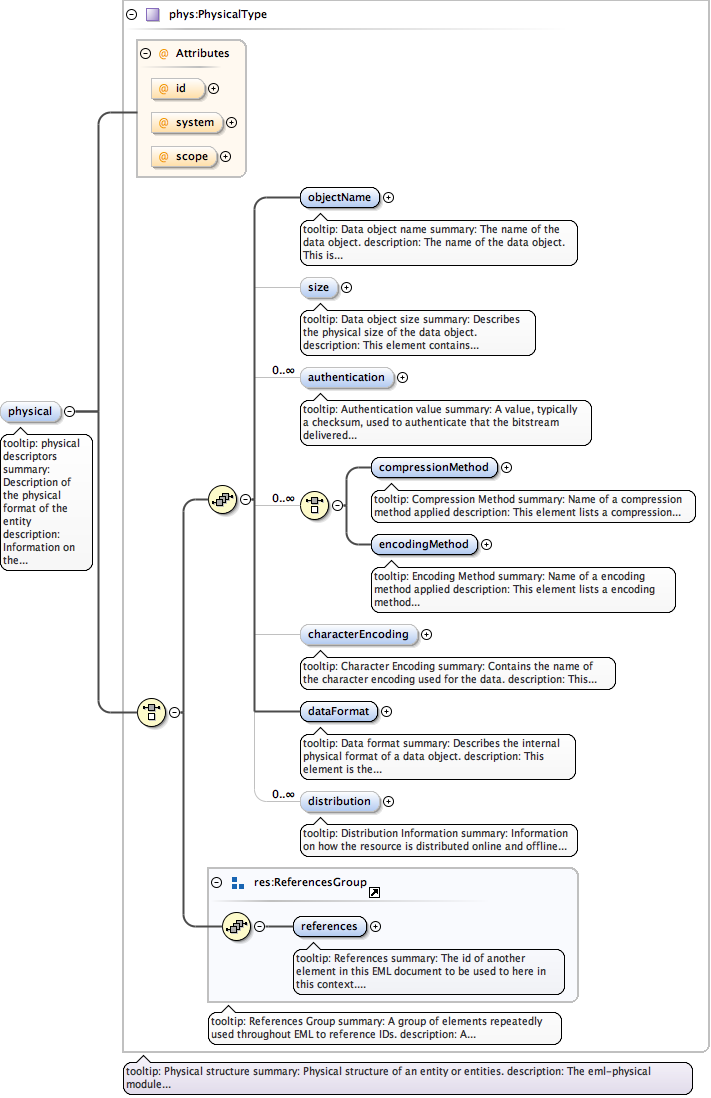 phys:PhysicalType
@ Attributes
@ id
@ system
@ scope
objectName
tooltip: Data object name summary: The name of the
data object. description: The name of the data object.
This is...
size
tooltip: Data object size summary: Describes
the physical size of the data object.
description: This element contains...
0..∞
authentication
tooltip: Authentication value summary: A value, typically
a checksum, used to authenticate that the bitstream
delivered...
physical
tooltip: physical
descriptors
summary:
Description of
the physical
format of the
entity
description:
Information on
the...
0..∞
compressionMethod
tooltip: Compression Method summary: Name of a compression
method applied description: This element lists a compression...
encodingMethod
tooltip: Encoding Method summary: Name of a encoding
method applied description: This element lists a encoding
method...
characterEncoding
tooltip: Character Encoding summary: Contains the name of
the character encoding used for the data. description: This...
dataFormat
tooltip: Data format summary: Describes the internal
physical format of a data object. description: This
element is the...
0..∞
distribution
tooltip: Distribution Information summary: Information
on how the resource is distributed online and offline...
res:ReferencesGroup
references
tooltip: References summary: The id of another
element in this EML document to be used to here in
this context....
tooltip: References Group summary: A group of elements repeatedly
used throughout EML to reference IDs. description: A...
tooltip: Physical structure summary: Physical structure of an entity or entities. description: The eml-physical
module...